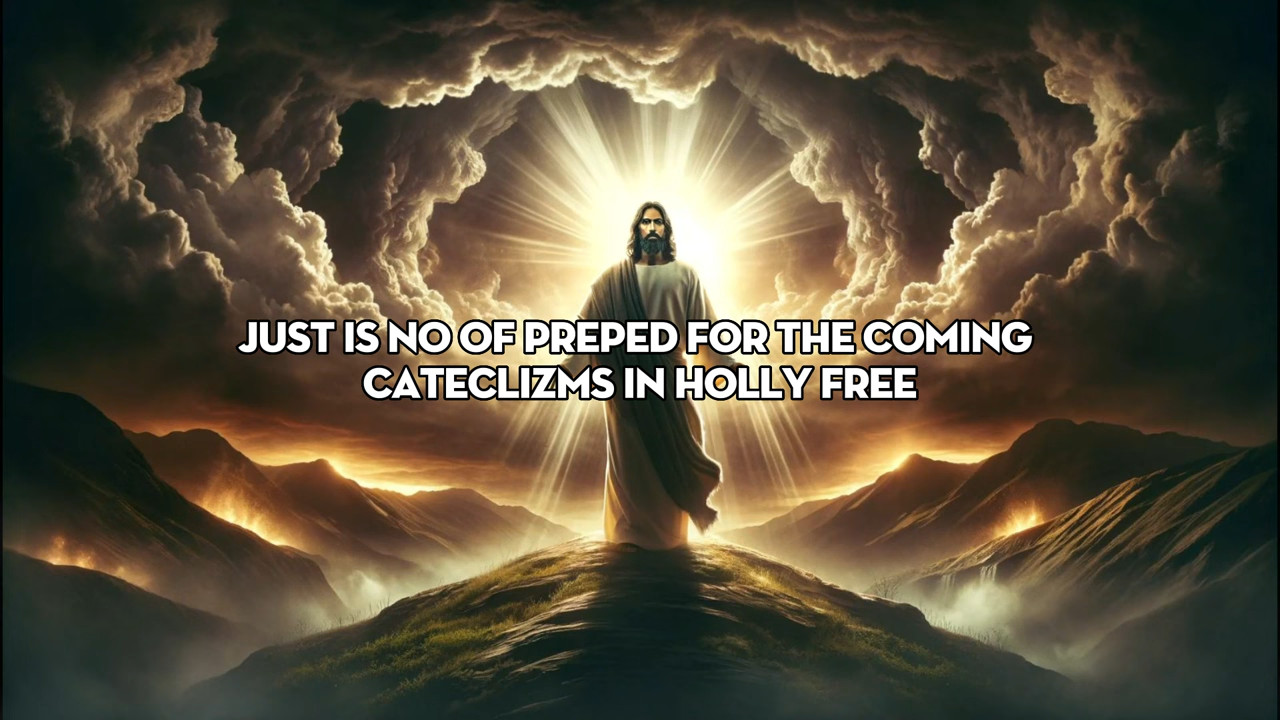 JUST IS NO OF PREPED FOR THE COMING
CATECLIZMS IN HOLLY FREE